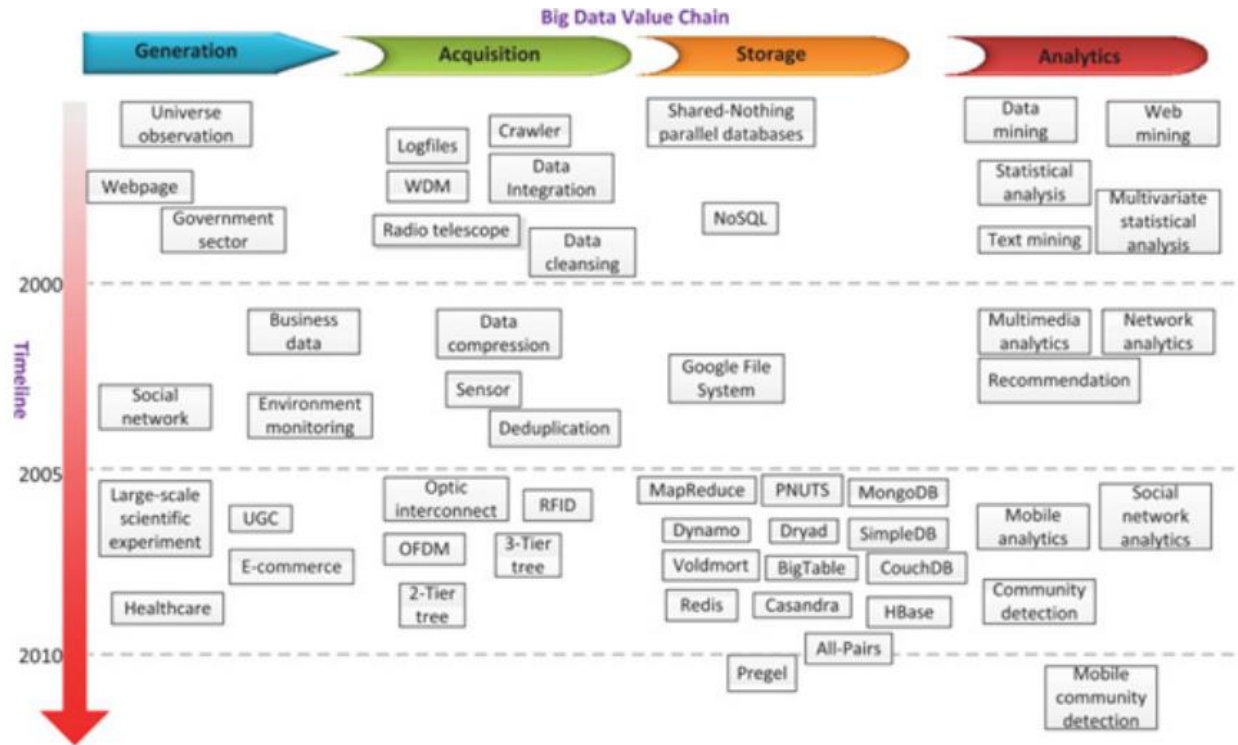 Big Data Value Chain
Generation
Acquisition
Storage
Analytics
Timeline
Universe
observation
Webpage
Government
sector
Logfiles
Crawler
WDM
Data
Integration
Radio telescope
Data
cleansing
Shared-Nothing
parallel databases
NoSQL
Data
mining
Web
mining
Statistical
analysis
Multivariate
statistical
analysis
Text mining
2000
Business
data
Social
network
Environment
monitoring
Data
compression
Sensor
Deduplication
Google File
System
Multimedia
analytics
Network
analytics
Recommendation
2005
Large-scale
scientific
experiment
UGC
E-commerce
Healthcare
Optic
interconnect
RFID
OFDM
3-Tier
tree
2-Tier
tree
MapReduce
PNUTS
MongoDB
Dynamo
Dryad
SimpleDB
Voldmort
BigTable
CouchDB
Redis
Casandra
HBase
All-Pairs
Mobile
analytics
Social
network
analytics
Community
detection
2010
Pregel
Mobile
community
detection